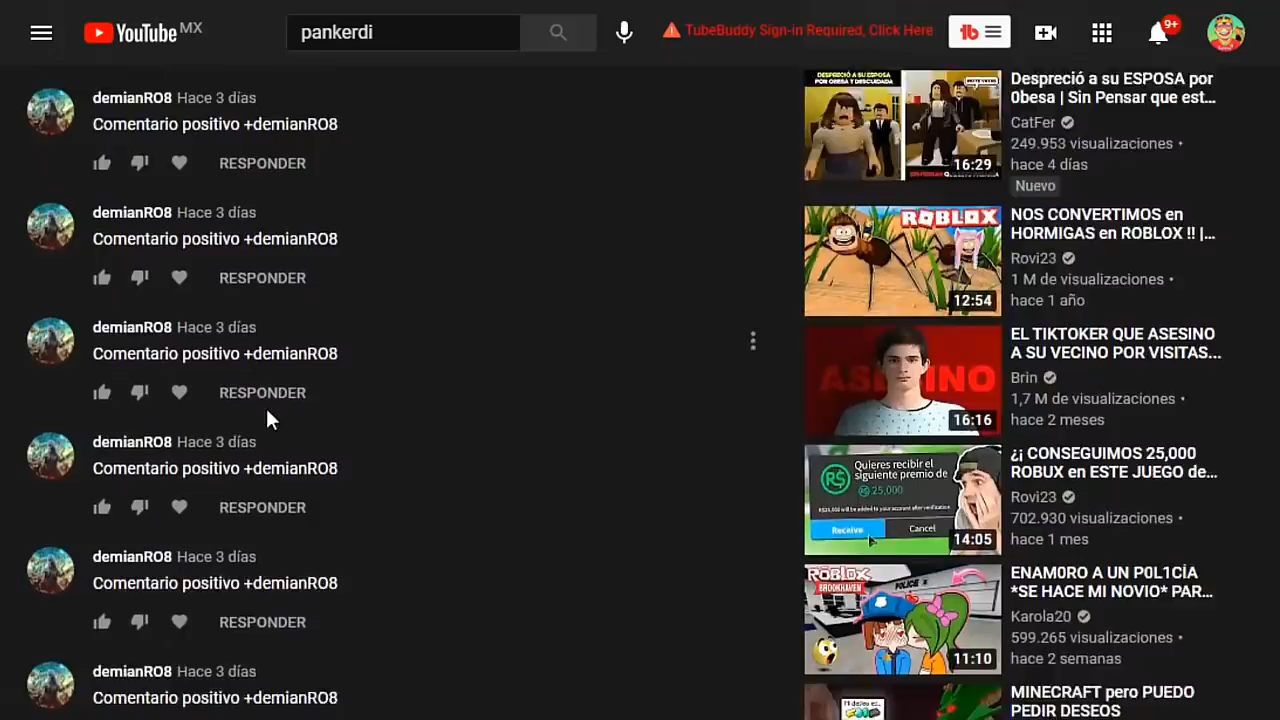 YouTube MX
pankerdi
TubeBuddy Sign-in Required, Click Here
tb
9+
demianRO8 Hace 3 días
Comentario positivo +demianRO8
RESPONDER
demianRO8 Hace 3 días
Comentario positivo +demianRO8
RESPONDER
demianRO8 Hace 3 días
Comentario positivo +demianRO8
RESPONDER
demianRO8 Hace 3 días
Comentario positivo +demianRO8
RESPONDER
demianRO8 Hace 3 días
Comentario positivo +demianRO8
RESPONDER
demianRO8 Hace 3 días
Comentario positivo +demianRO8
DESPRECIÓ A SU ESPOSA
POR OBESA Y DESCUIDADA
16:29
Despreció a su ESPOSA por
0besa | Sin Pensar que est...
CatFer
249.953 visualizaciones •
hace 4 días
Nuevo
ROBLOX
12:54
NOS CONVERTIMOS en
HORMIGAS en ROBLOX !! |...
Rovi23
1 M de visualizaciones •
hace 1 año
ASESINO
16:16
EL TIKTOKER QUE ASESINO
A SU VECINO POR VISITAS...
Brin
1,7 M de visualizaciones •
hace 2 meses
Quieres recibir el
siguiente premio de
R$ 25,000
R$25,000 will be added to your account after verification
Receive
Cancel
14:05
¿¡ CONSEGUIMOS 25,000
ROBUX en ESTE JUEGO de...
Rovi23
702.930 visualizaciones •
hace 1 mes
ROBLOX
BROOKHAVEN
POLICE
11:10
ENAM0RO A UN P0L1CÍA
*SE HACE MI NOVIO* PAR...
Karola20
599.265 visualizaciones •
hace 2 semanas
MINECRAFT pero PUEDO
PEDIR DESEOS